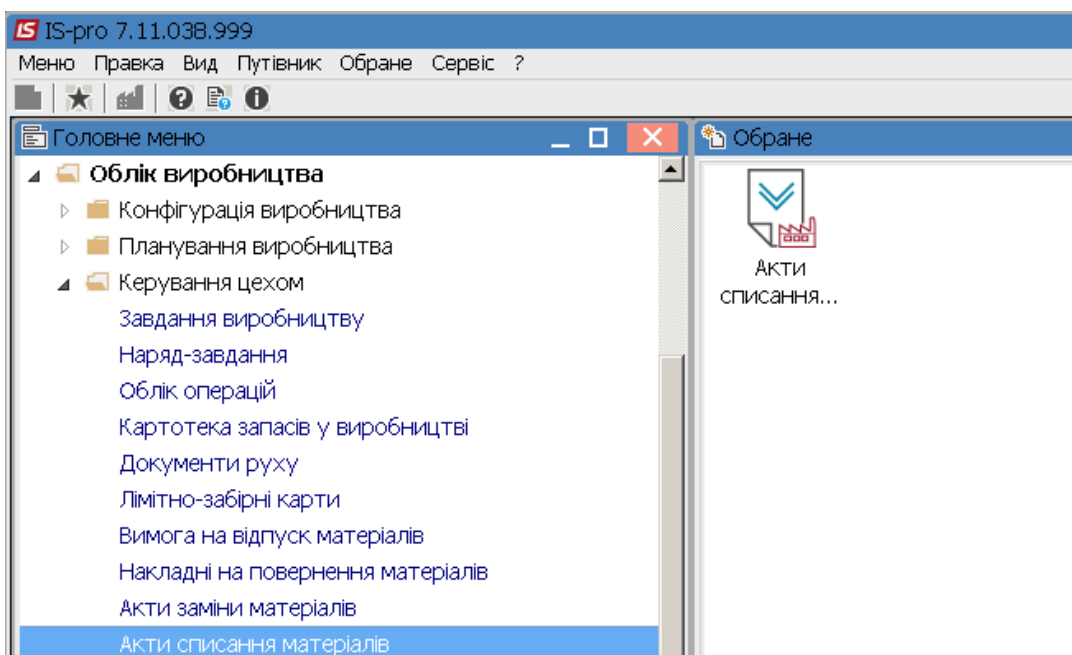 IS-pro 7.11.038.999
Меню Правка Вид Путівник Обране Сервіс ?
Головне меню
Облік виробництва
Конфігурація виробництва
Планування виробництва
Керування цехом
Завдання виробництву
Наряд-завдання
Облік операцій
Картотека запасів у виробництві
Документи руху
Лімітно-забірні карти
Вимога на відпуск матеріалів
Накладні на повернення матеріалів
Акти заміни матеріалів
Акти списання матеріалів
Обране
Акти
списання...